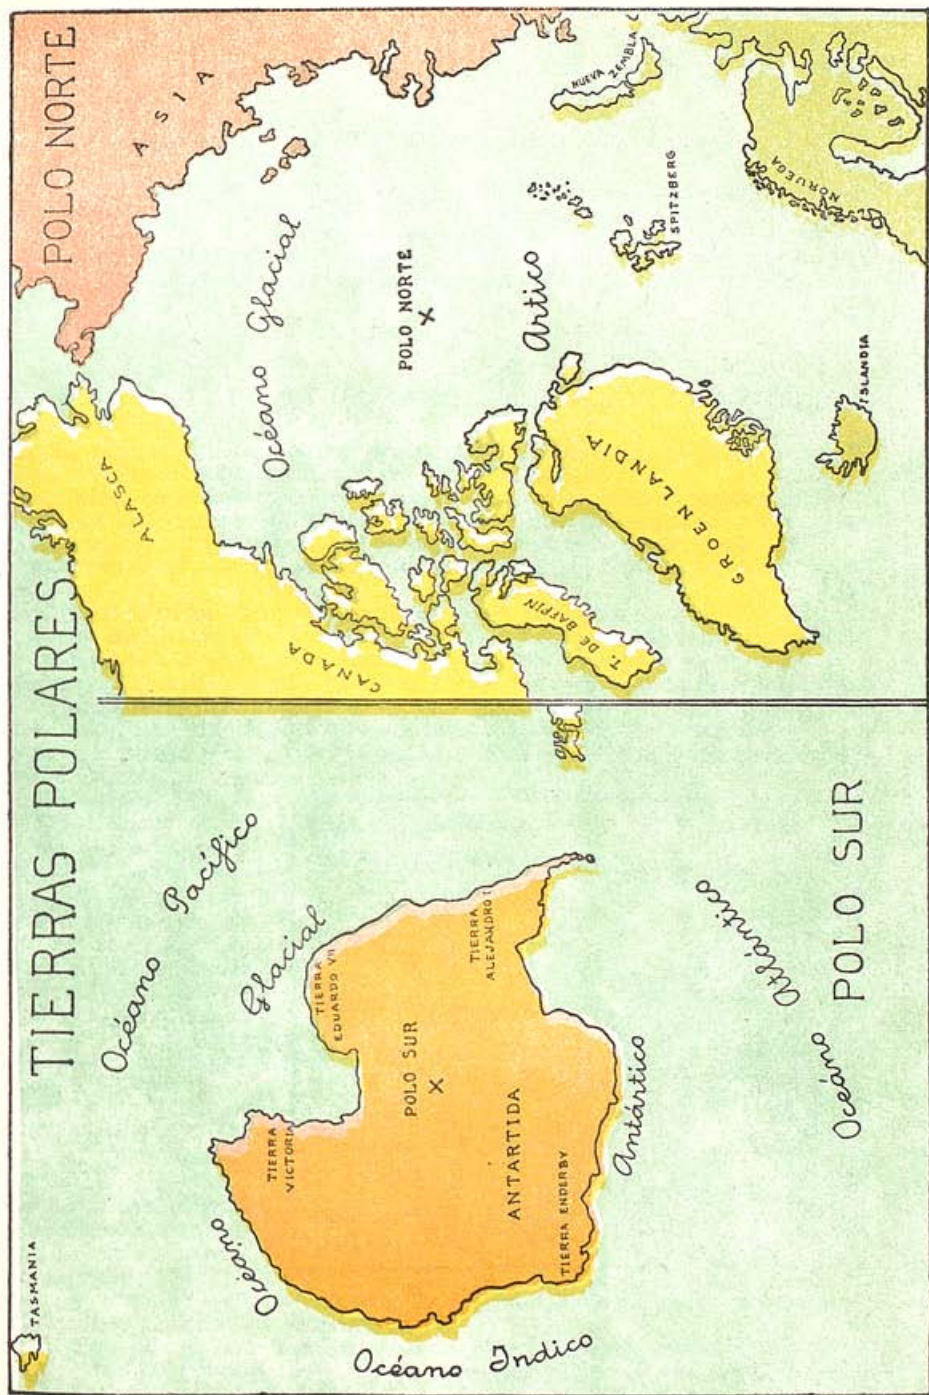 TIERRAS POLARES
POLO NORTE
ASIA
NUEVA
ZEMBLA
NORUEGA
SPITZBERG
Océano Glacial
Artico
POLO NORTE
ISLANDIA
GROENLANDIA
ALASCA
CANADA
T. DE BAFFIN
POLO SUR
Océano Pacífico
Océano
Glacial
Antártico
TIERRA
EDUARDO VII
TIERRA
ALEJANDRO I
TIERRA
VICTORIA
POLO SUR
ANTARTIDA
TIERRA ENDERBY
Océano Atlántico
Océano Indico
TASMANIA